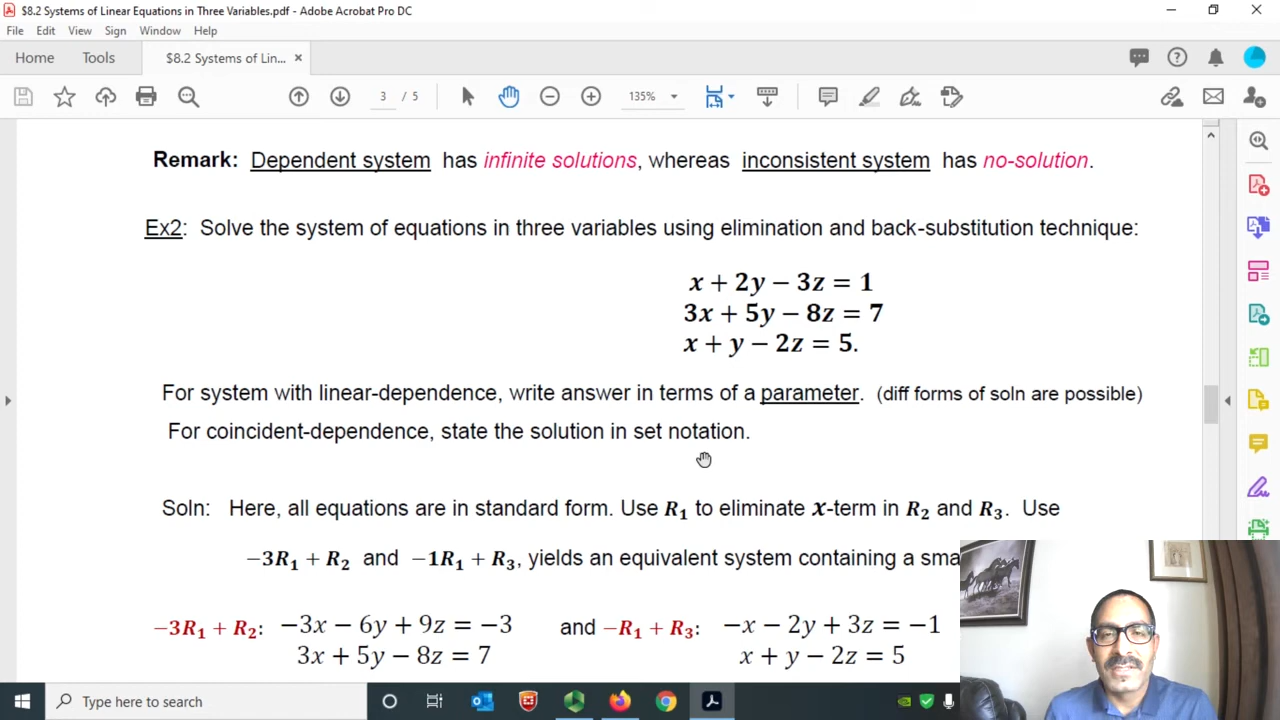 $8.2 Systems of Linear Equations in Three Variables.pdf - Adobe Acrobat Pro DC
File Edit View Sign Window Help
Home Tools $8.2 Systems of Lin... ×
3 / 5 135%
Remark: Dependent system has infinite solutions, whereas inconsistent system has no-solution.
Ex2: Solve the system of equations in three variables using elimination and back-substitution technique:
x + 2y − 3z = 1
3x + 5y − 8z = 7
x + y − 2z = 5.
For system with linear-dependence, write answer in terms of a parameter. (diff forms of soln are possible)
For coincident-dependence, state the solution in set notation.
Soln: Here, all equations are in standard form. Use R₁ to eliminate x-term in R₂ and R₃. Use
−3R₁ + R₂ and −1R₁ + R₃, yields an equivalent system containing a sma
−3R₁ + R₂: −3x − 6y + 9z = −3 and −R₁ + R₃: −x − 2y + 3z = −1
3x + 5y − 8z = 7 x + y − 2z = 5
Type here to search